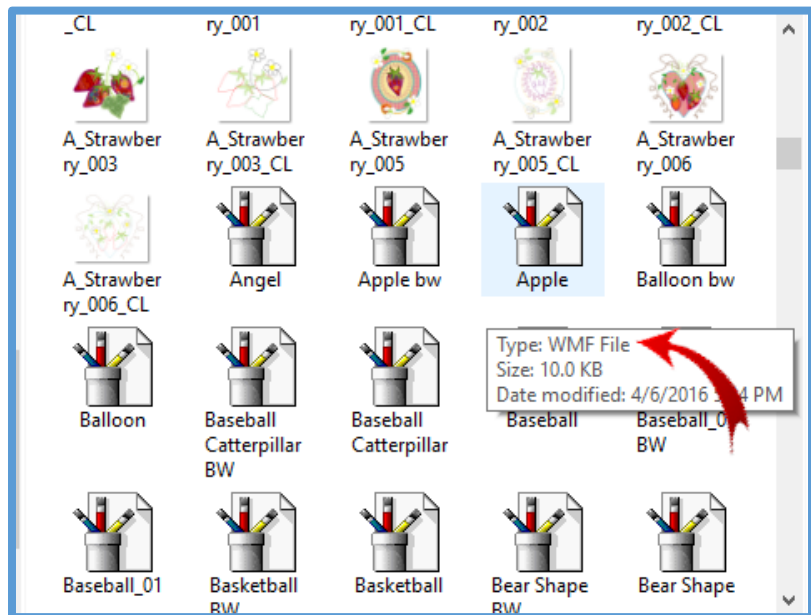 _CL
ry_001
ry_001_CL
ry_002
ry_002_CL
A_Strawber
ry_003
A_Strawber
ry_003_CL
A_Strawber
ry_005
A_Strawber
ry_005_CL
A_Strawber
ry_006
A_Strawber
ry_006_CL
Angel
Apple bw
Apple
Balloon bw
Type: WMF File
Size: 10.0 KB
Date modified: 4/6/2016 PM
Balloon
Baseball
Catterpillar
BW
Baseball
Catterpillar
Baseball
BW
Baseball_01
Basketball
BW
Basketball
Bear Shape
BW
Bear Shape